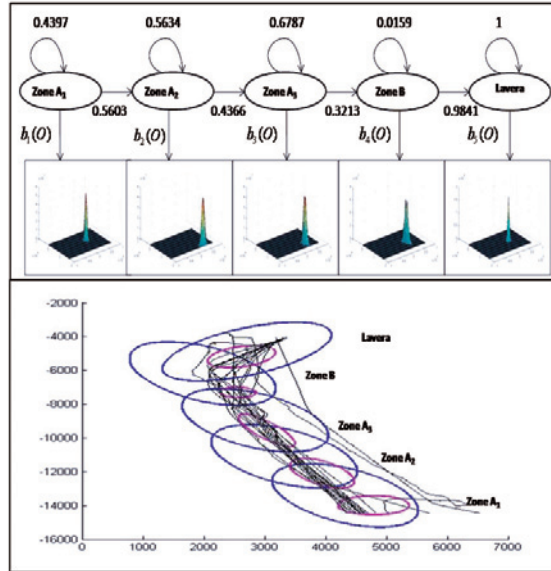 0.4397 0.5634 0.6787 0.0159 1
Zone A1 Zone A2 Zone A3 Zone B Lavera
0.5603 0.4366 0.3213 0.9841
b1(O) b2(O) b3(O) b4(O) b5(O)
-2000
-4000
Lavera
-6000
Zone B
-8000
Zone A3
-10000
Zone A2
-12000
Zone A1
-14000
-16000
0 1000 2000 3000 4000 5000 6000 7000